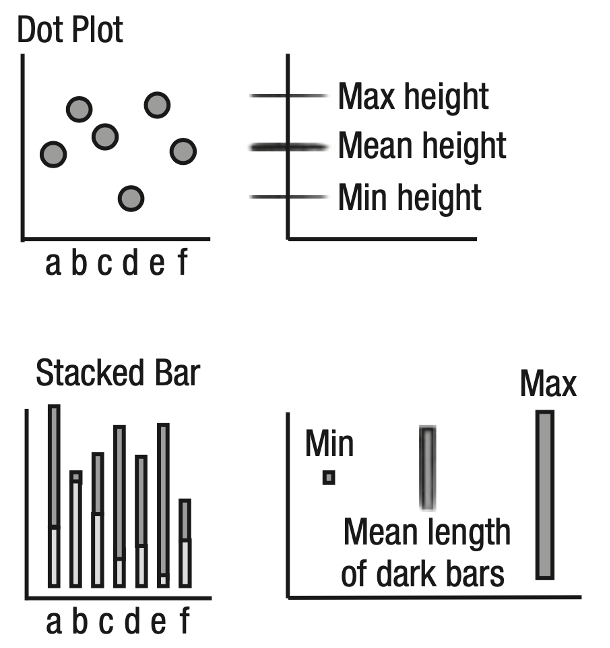 Dot Plot
Max height
Mean height
Min height
a b c d e f
Stacked Bar
Max
Min
Mean length
of dark bars
a b c d e f